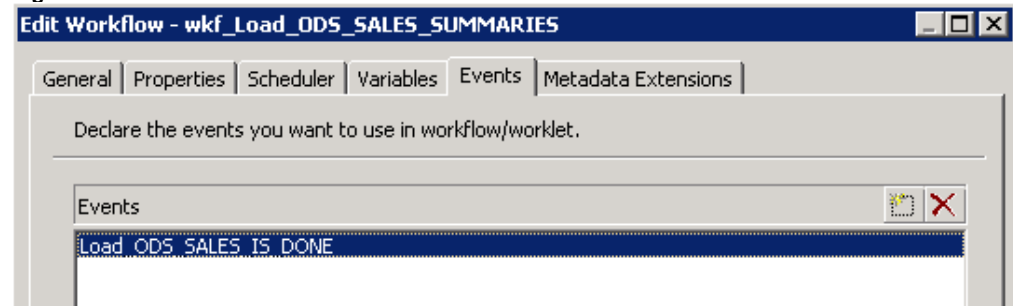 Edit Workflow - wkf_Load_ODS_SALES_SUMMARIES
General Properties Scheduler Variables Events Metadata Extensions
Declare the events you want to use in workflow/worklet.
Events
Load_ODS_SALES_IS_DONE